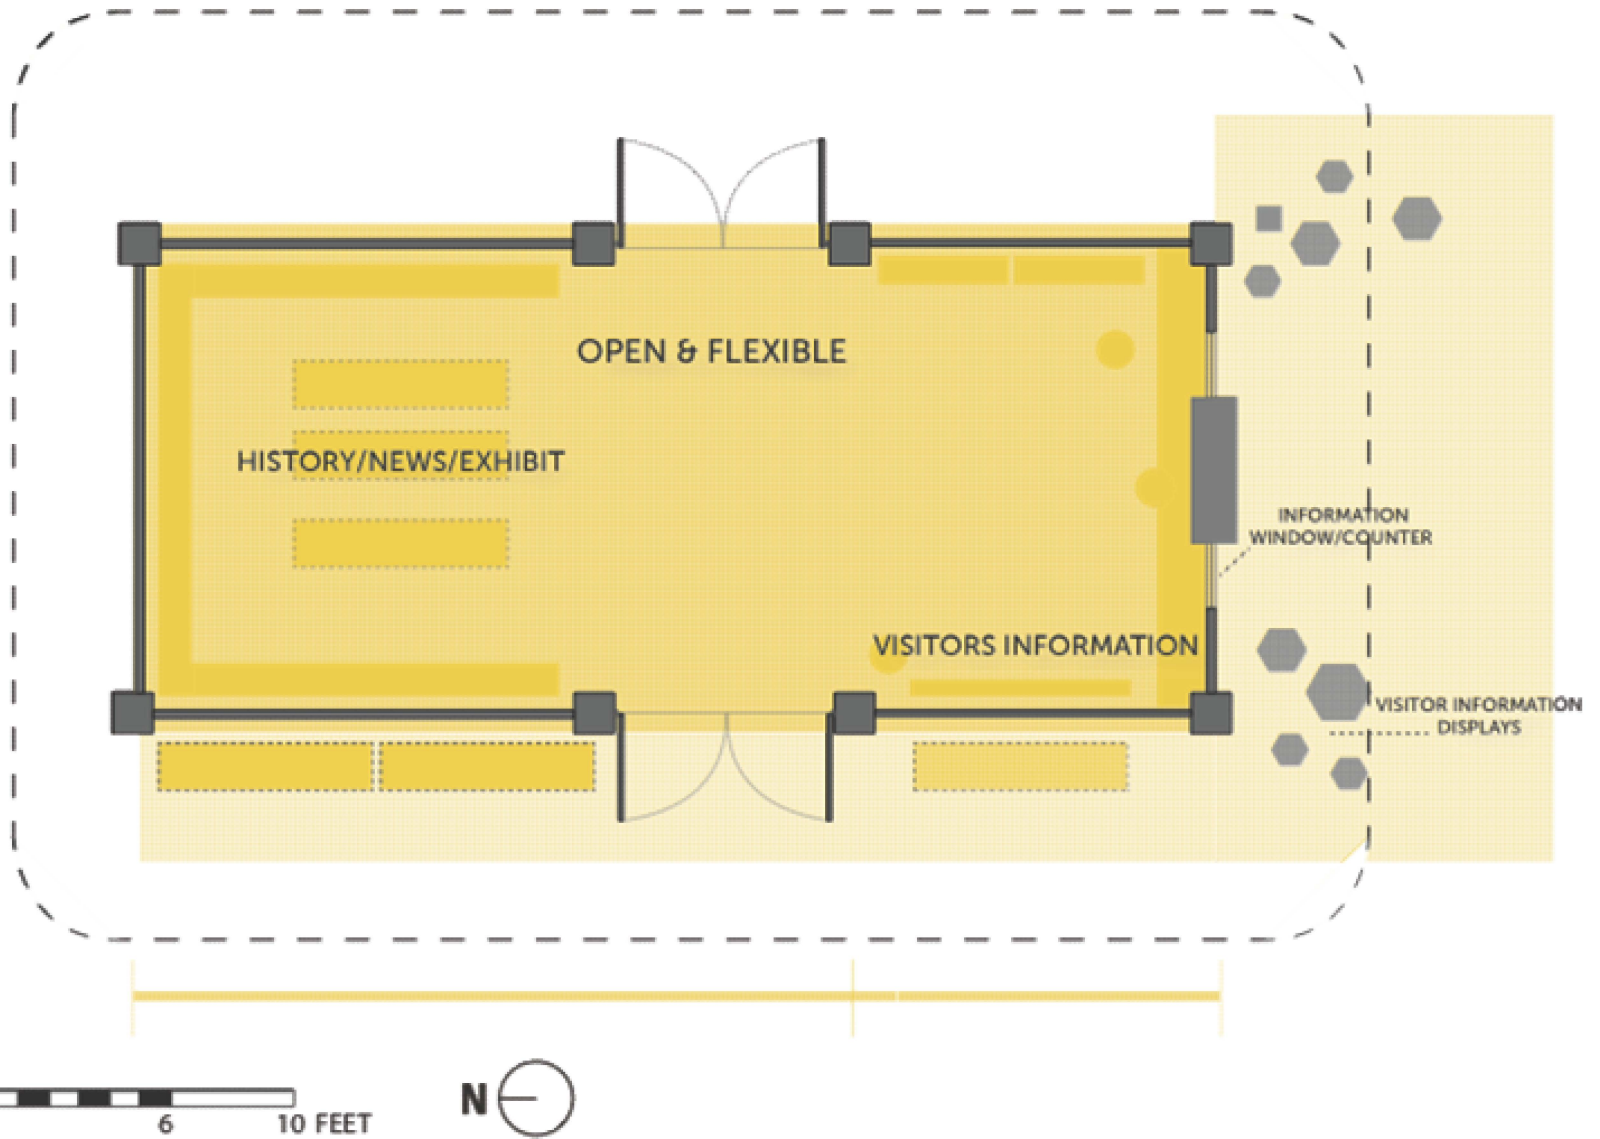 OPEN & FLEXIBLE
HISTORY/NEWS/EXHIBIT
INFORMATION
WINDOW/COUNTER
VISITORS INFORMATION
VISITOR INFORMATION
DISPLAYS
6
10 FEET
N